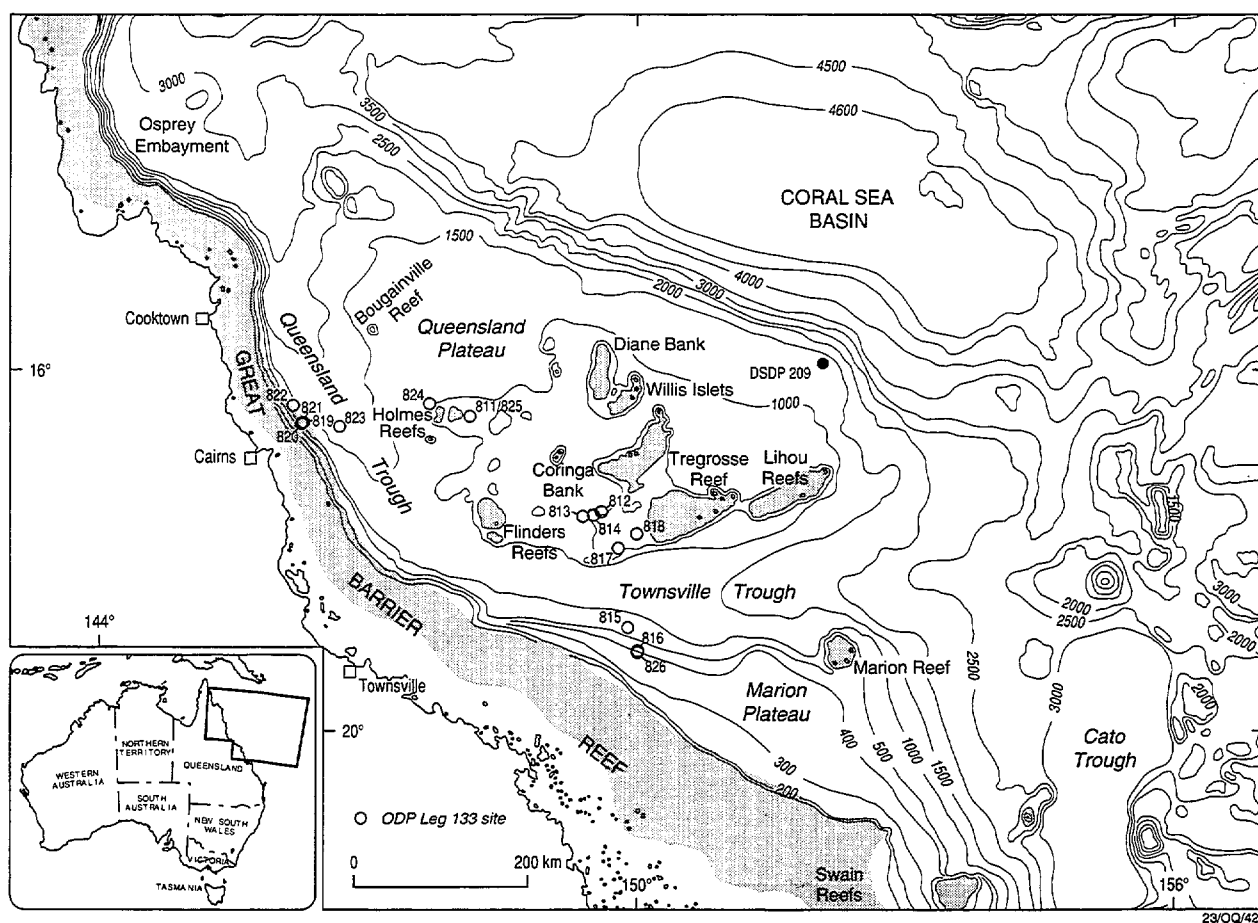 3000
Osprey
Embayment
3500
2500
4500
4600
CORAL SEA
BASIN
1500
4000
3000
2000
Bougainville
Reef
Cooktown
Queensland
Trough
Queensland
Plateau
Diane Bank
Willis Islets
DSDP 209
16°
1000
GREAT
BARRIER
REEF
822
821
819
820
823
824
Holmes
Reefs
811/825
Cairns
Coringa
Bank
Tregrosse
Reef
Lihou
Reefs
1500
813
812
814
818
817
Flinders
Reefs
Townsville Trough
2000
2500
3000
2000
144°
815
816
826
Marion Reef
2500
3000
2000
Townsville
Marion
Plateau
20°
300
200
400
500
1000
1500
Cato
Trough
ODP Leg 133 site
0
200 km
Swain
Reefs
150°
156°
NORTHERN
TERRITORY
QUEENSLAND
WESTERN
AUSTRALIA
SOUTH
AUSTRALIA
NEW SOUTH
WALES
VICTORIA
TASMANIA
23/OQ/42